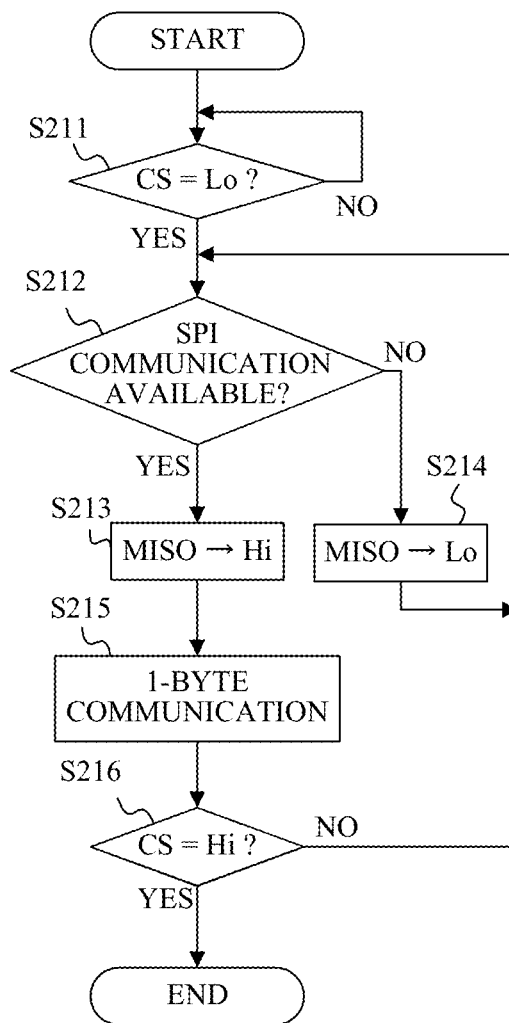 START
S211
CS = Lo ?
NO
YES
S212
SPI
COMMUNICATION
AVAILABLE?
NO
YES
S213
MISO → Hi
S214
MISO → Lo
S215
1-BYTE
COMMUNICATION
S216
CS = Hi ?
NO
YES
END